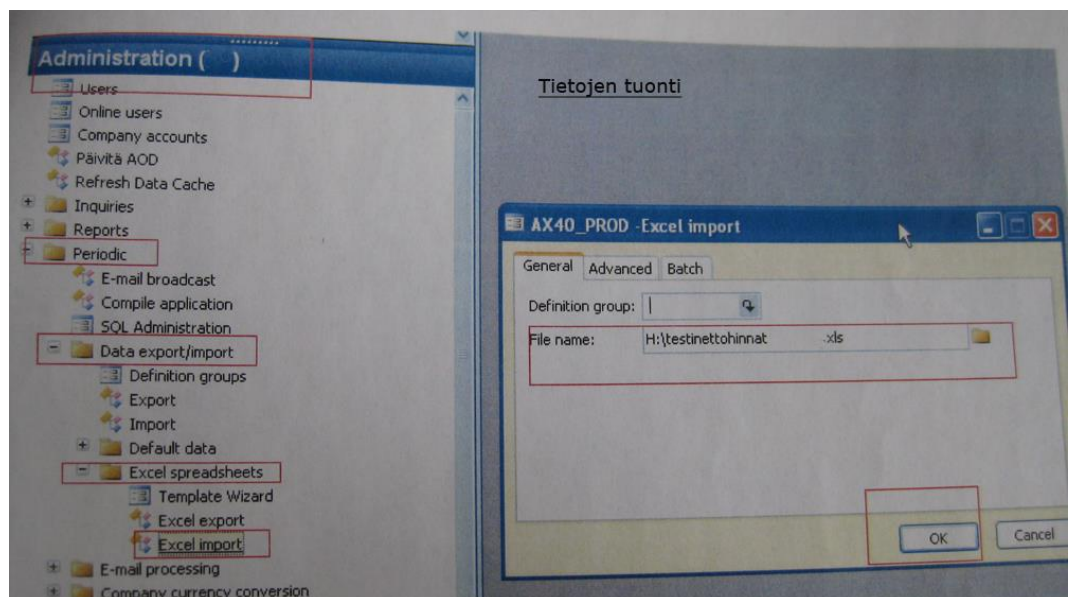 Administration ( )
Users
Online users
Company accounts
Päivitä AOD
Refresh Data Cache
Inquiries
Reports
Periodic
E-mail broadcast
Compile application
SQL Administration
Data export/import
Definition groups
Export
Import
Default data
Excel spreadsheets
Template Wizard
Excel export
Excel import
E-mail processing
Company currency conversion
Tietojen tuonti
AX40_PROD -Excel import
General Advanced Batch
Definition group:
File name: H:\testinettohinnat .xls
OK Cancel